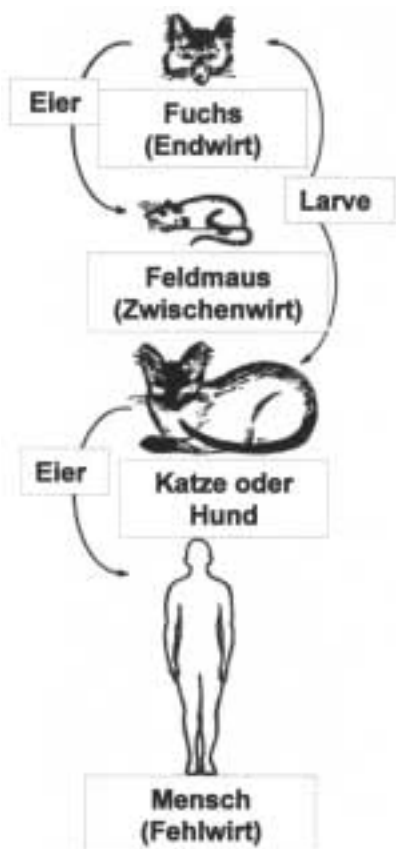 Eier
Fuchs
(Endwirt)
Larve
Feldmaus
(Zwischenwirt)
Eier
Katze oder
Hund
Mensch
(Fehlwirt)